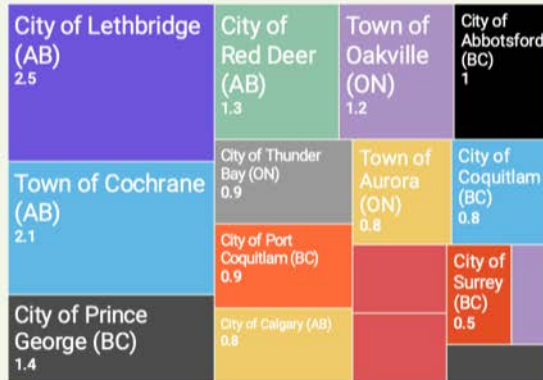 City of Lethbridge
(AB)
2.5
Town of Cochrane
(AB)
2.1
City of Prince
George (BC)
1.4
City of
Red Deer
(AB)
1.3
Town of
Oakville
(ON)
1.2
City of
Abbotsford
(BC)
1
City of Thunder
Bay (ON)
0.9
City of Port
Coquitlam (BC)
0.9
City of Calgary (AB)
0.8
Town of
Aurora
(ON)
0.8
City of
Coquitlam
(BC)
0.8
City of
Surrey
(BC)
0.5